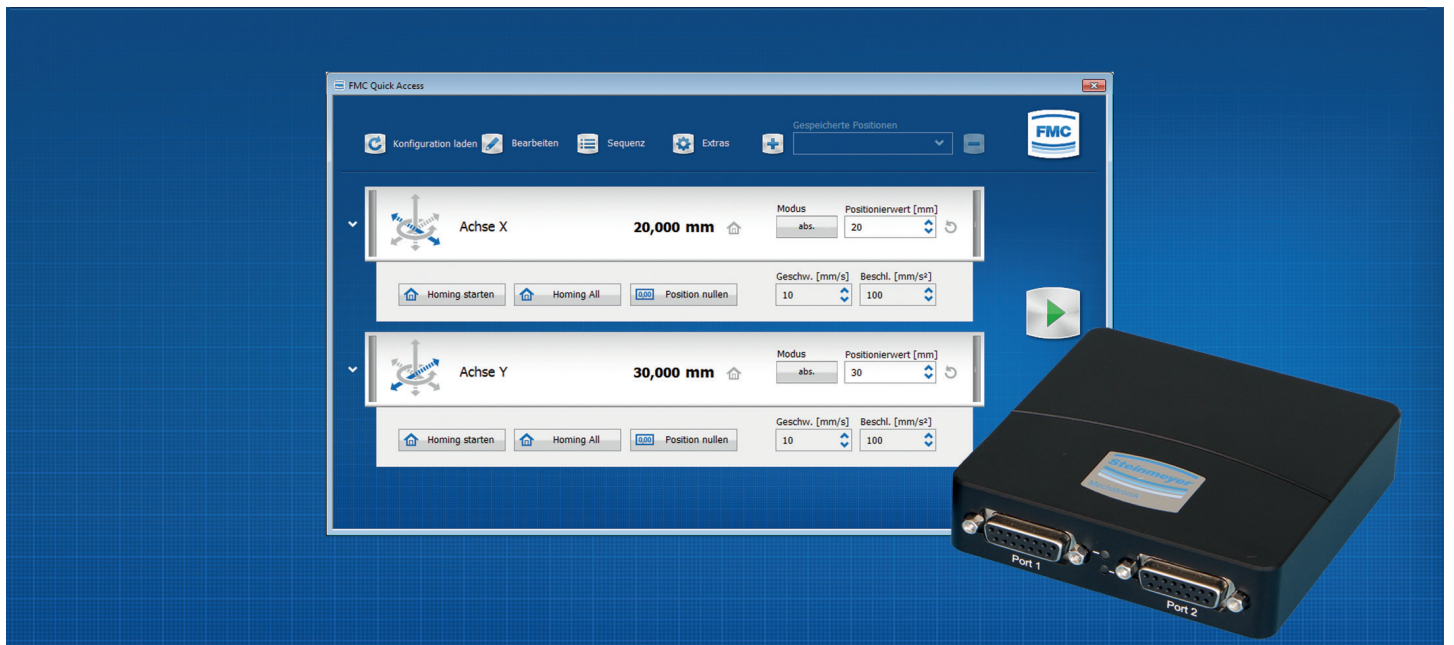 FMC Quick Access
Gespeicherte Positionen
Konfiguration laden Bearbeiten Sequenz Extras
FMC
Modus Positionierwert [mm]
Achse X 20,000 mm abs. 20
Geschw. [mm/s] Beschl. [mm/s²]
Homing starten Homing All 0,00 Position nullen 10 100
Modus Positionierwert [mm]
Achse Y 30,000 mm abs. 30
Geschw. [mm/s] Beschl. [mm/s²]
Homing starten Homing All 0,00 Position nullen 10 100
Steinmeyer
Mechatronik
Port 1
Port 2